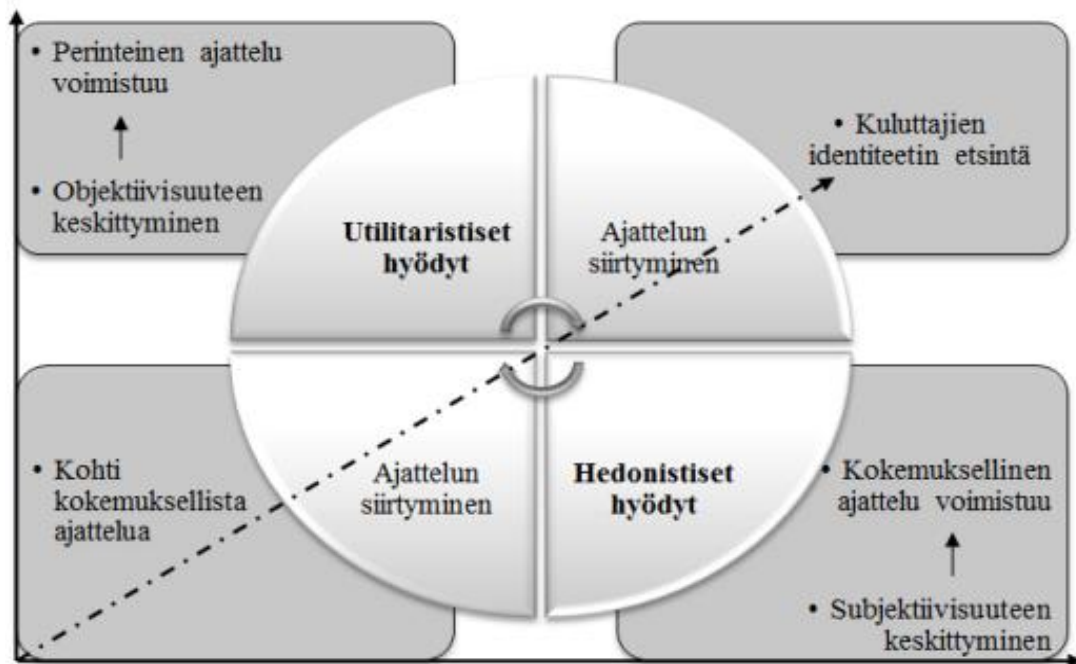 • Perinteinen ajattelu
voimistuu
• Objektiivisuuteen
keskittyminen
Utilitaristiset
hyödyt
Ajattelun
siirtyminen
• Kuluttajien
identiteetin etsintä
• Kohti
kokemuksellista
ajattelua
Ajattelun
siirtyminen
Hedonistiset
hyödyt
• Kokemuksellinen
ajattelu voimistuu
• Subjektiivisuuteen
keskittyminen